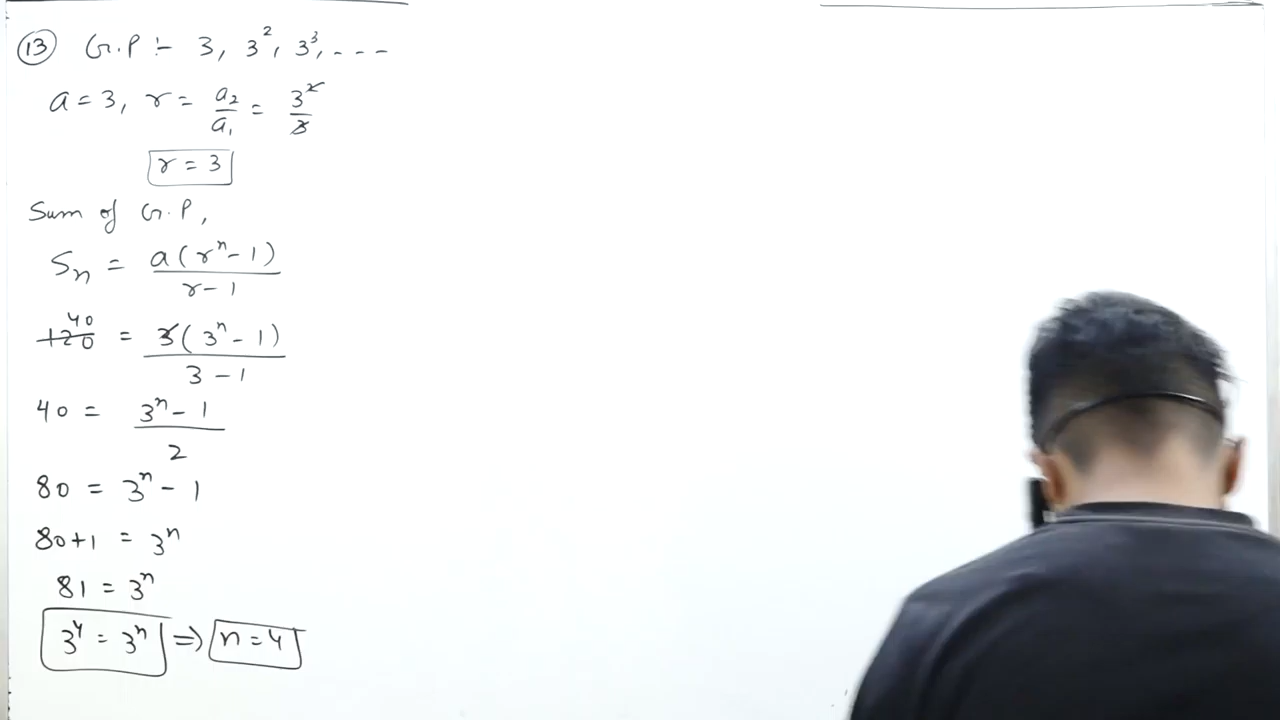 ⑬ G.P :- 3, 3², 3³, - - -
a = 3, r = a₂/a₁ = 3²/3
r = 3
Sum of G.P,
Sₙ = a(rⁿ - 1)/r - 1
40
120 = 3(3ⁿ - 1)/3 - 1
40 = 3ⁿ - 1/2
80 = 3ⁿ - 1
80+1 = 3ⁿ
81 = 3ⁿ
3⁴ = 3ⁿ ⇒ n = 4